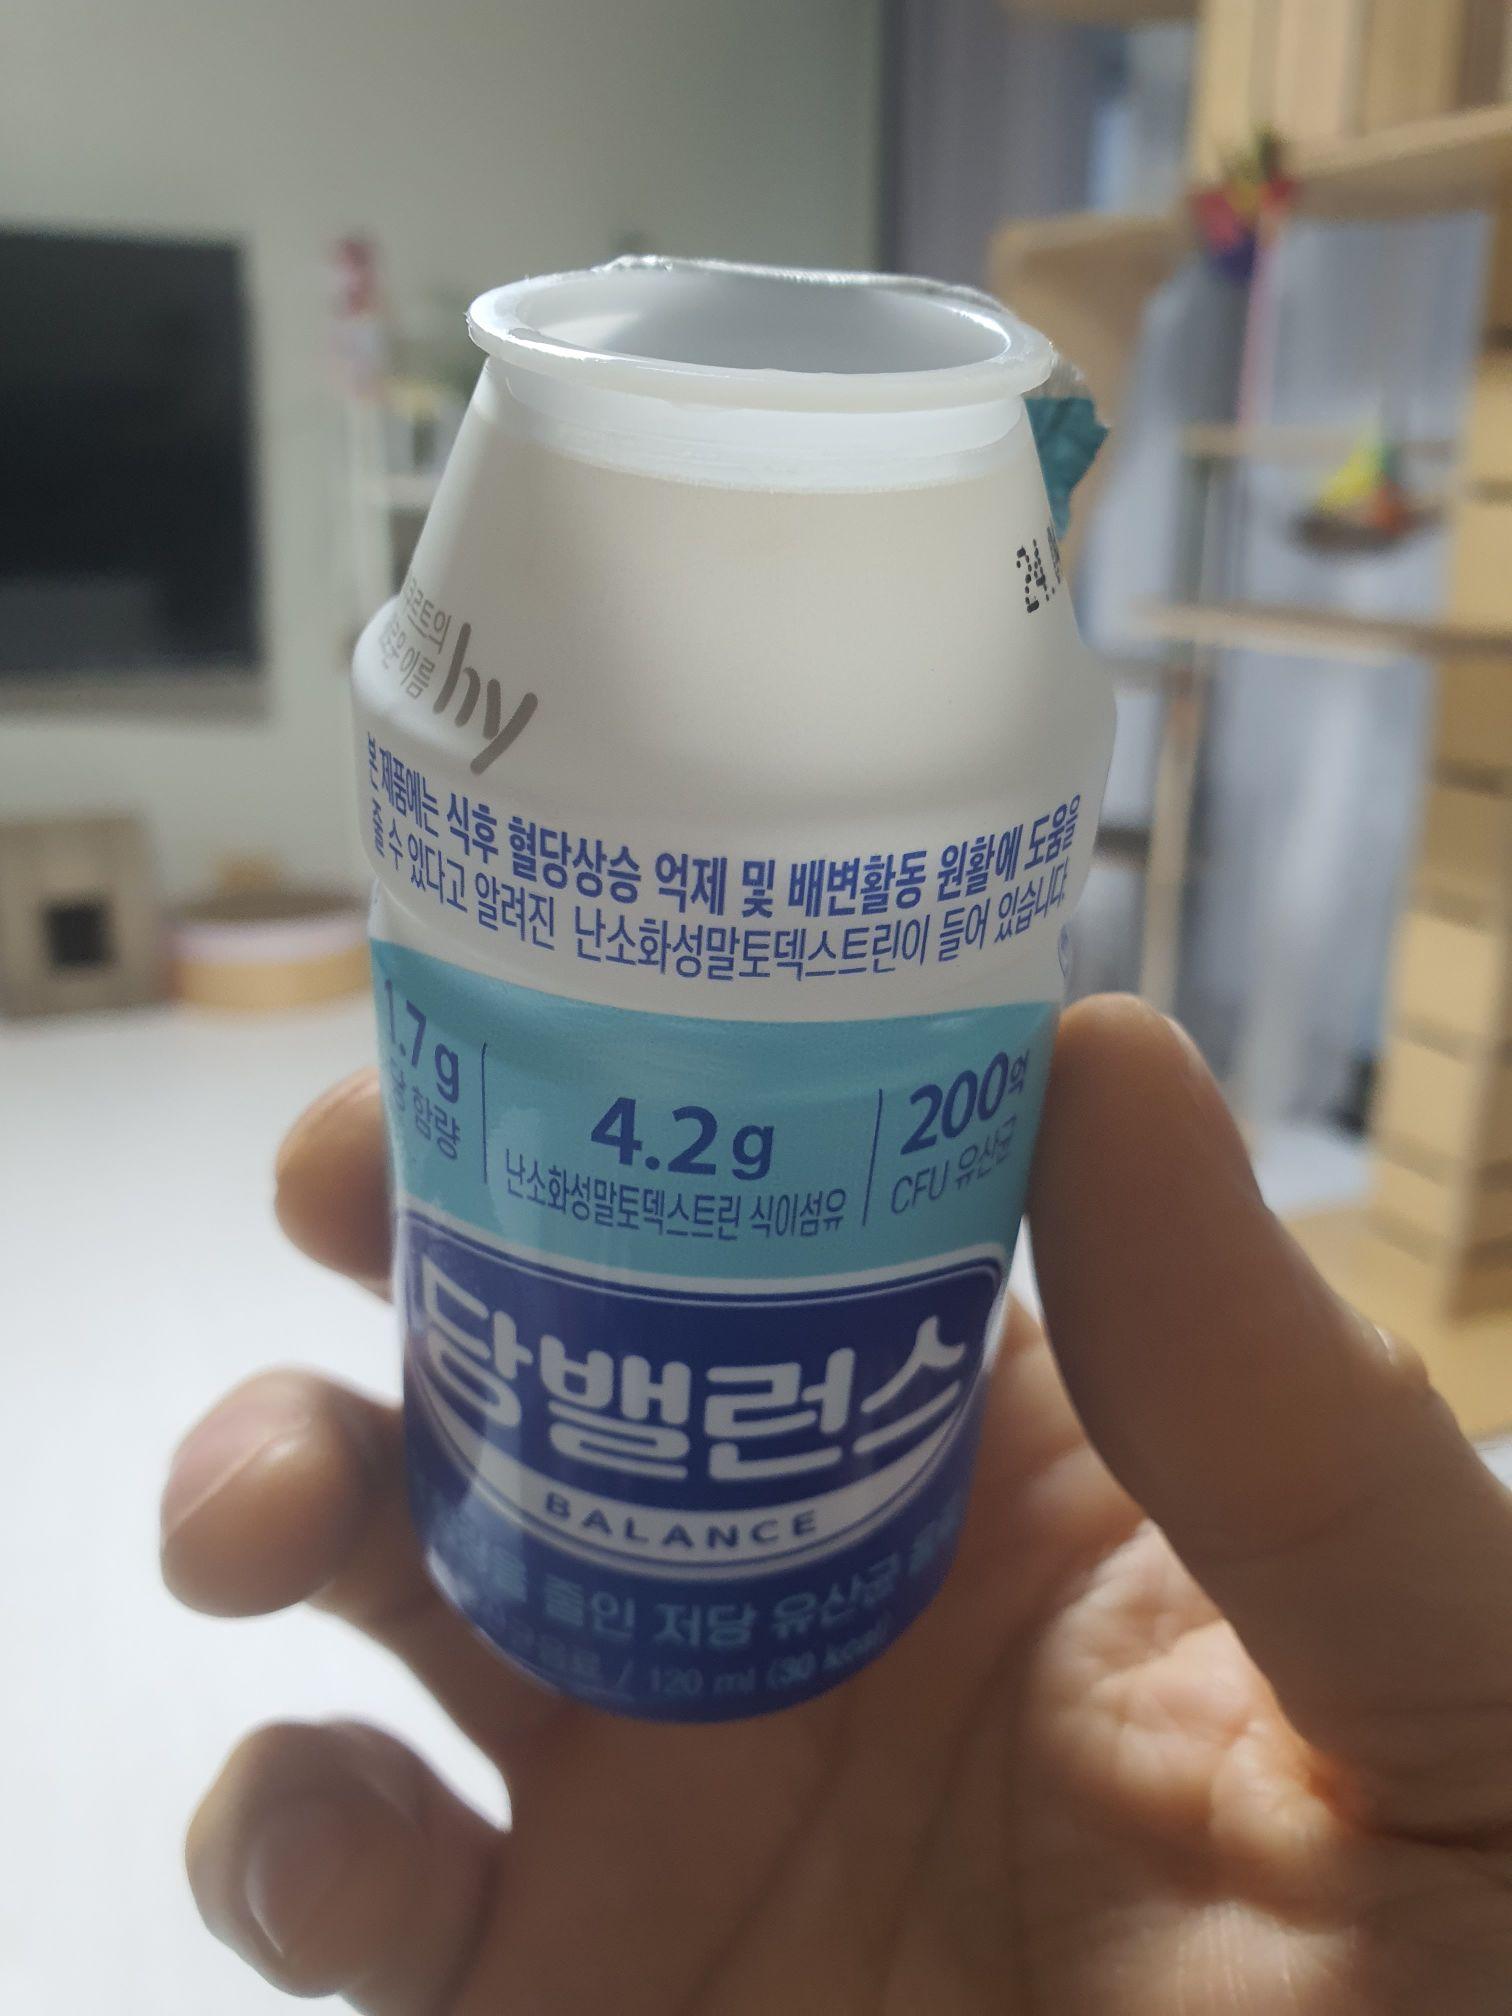 이름 hy
본 제품에는 식후 혈당상승 억제 및 배변활동 원활에 도움을
줄 수 있다고 알려진 난소화성말토덱스트린이 들어 있습니다
1.7g
당 함량
4.2g
난소화성말토덱스트린 식이섬유
200억
CFU 유산균
당밸런스
BALANCE
줄인 저당 유산균
120 ml (30 kcal)
24.